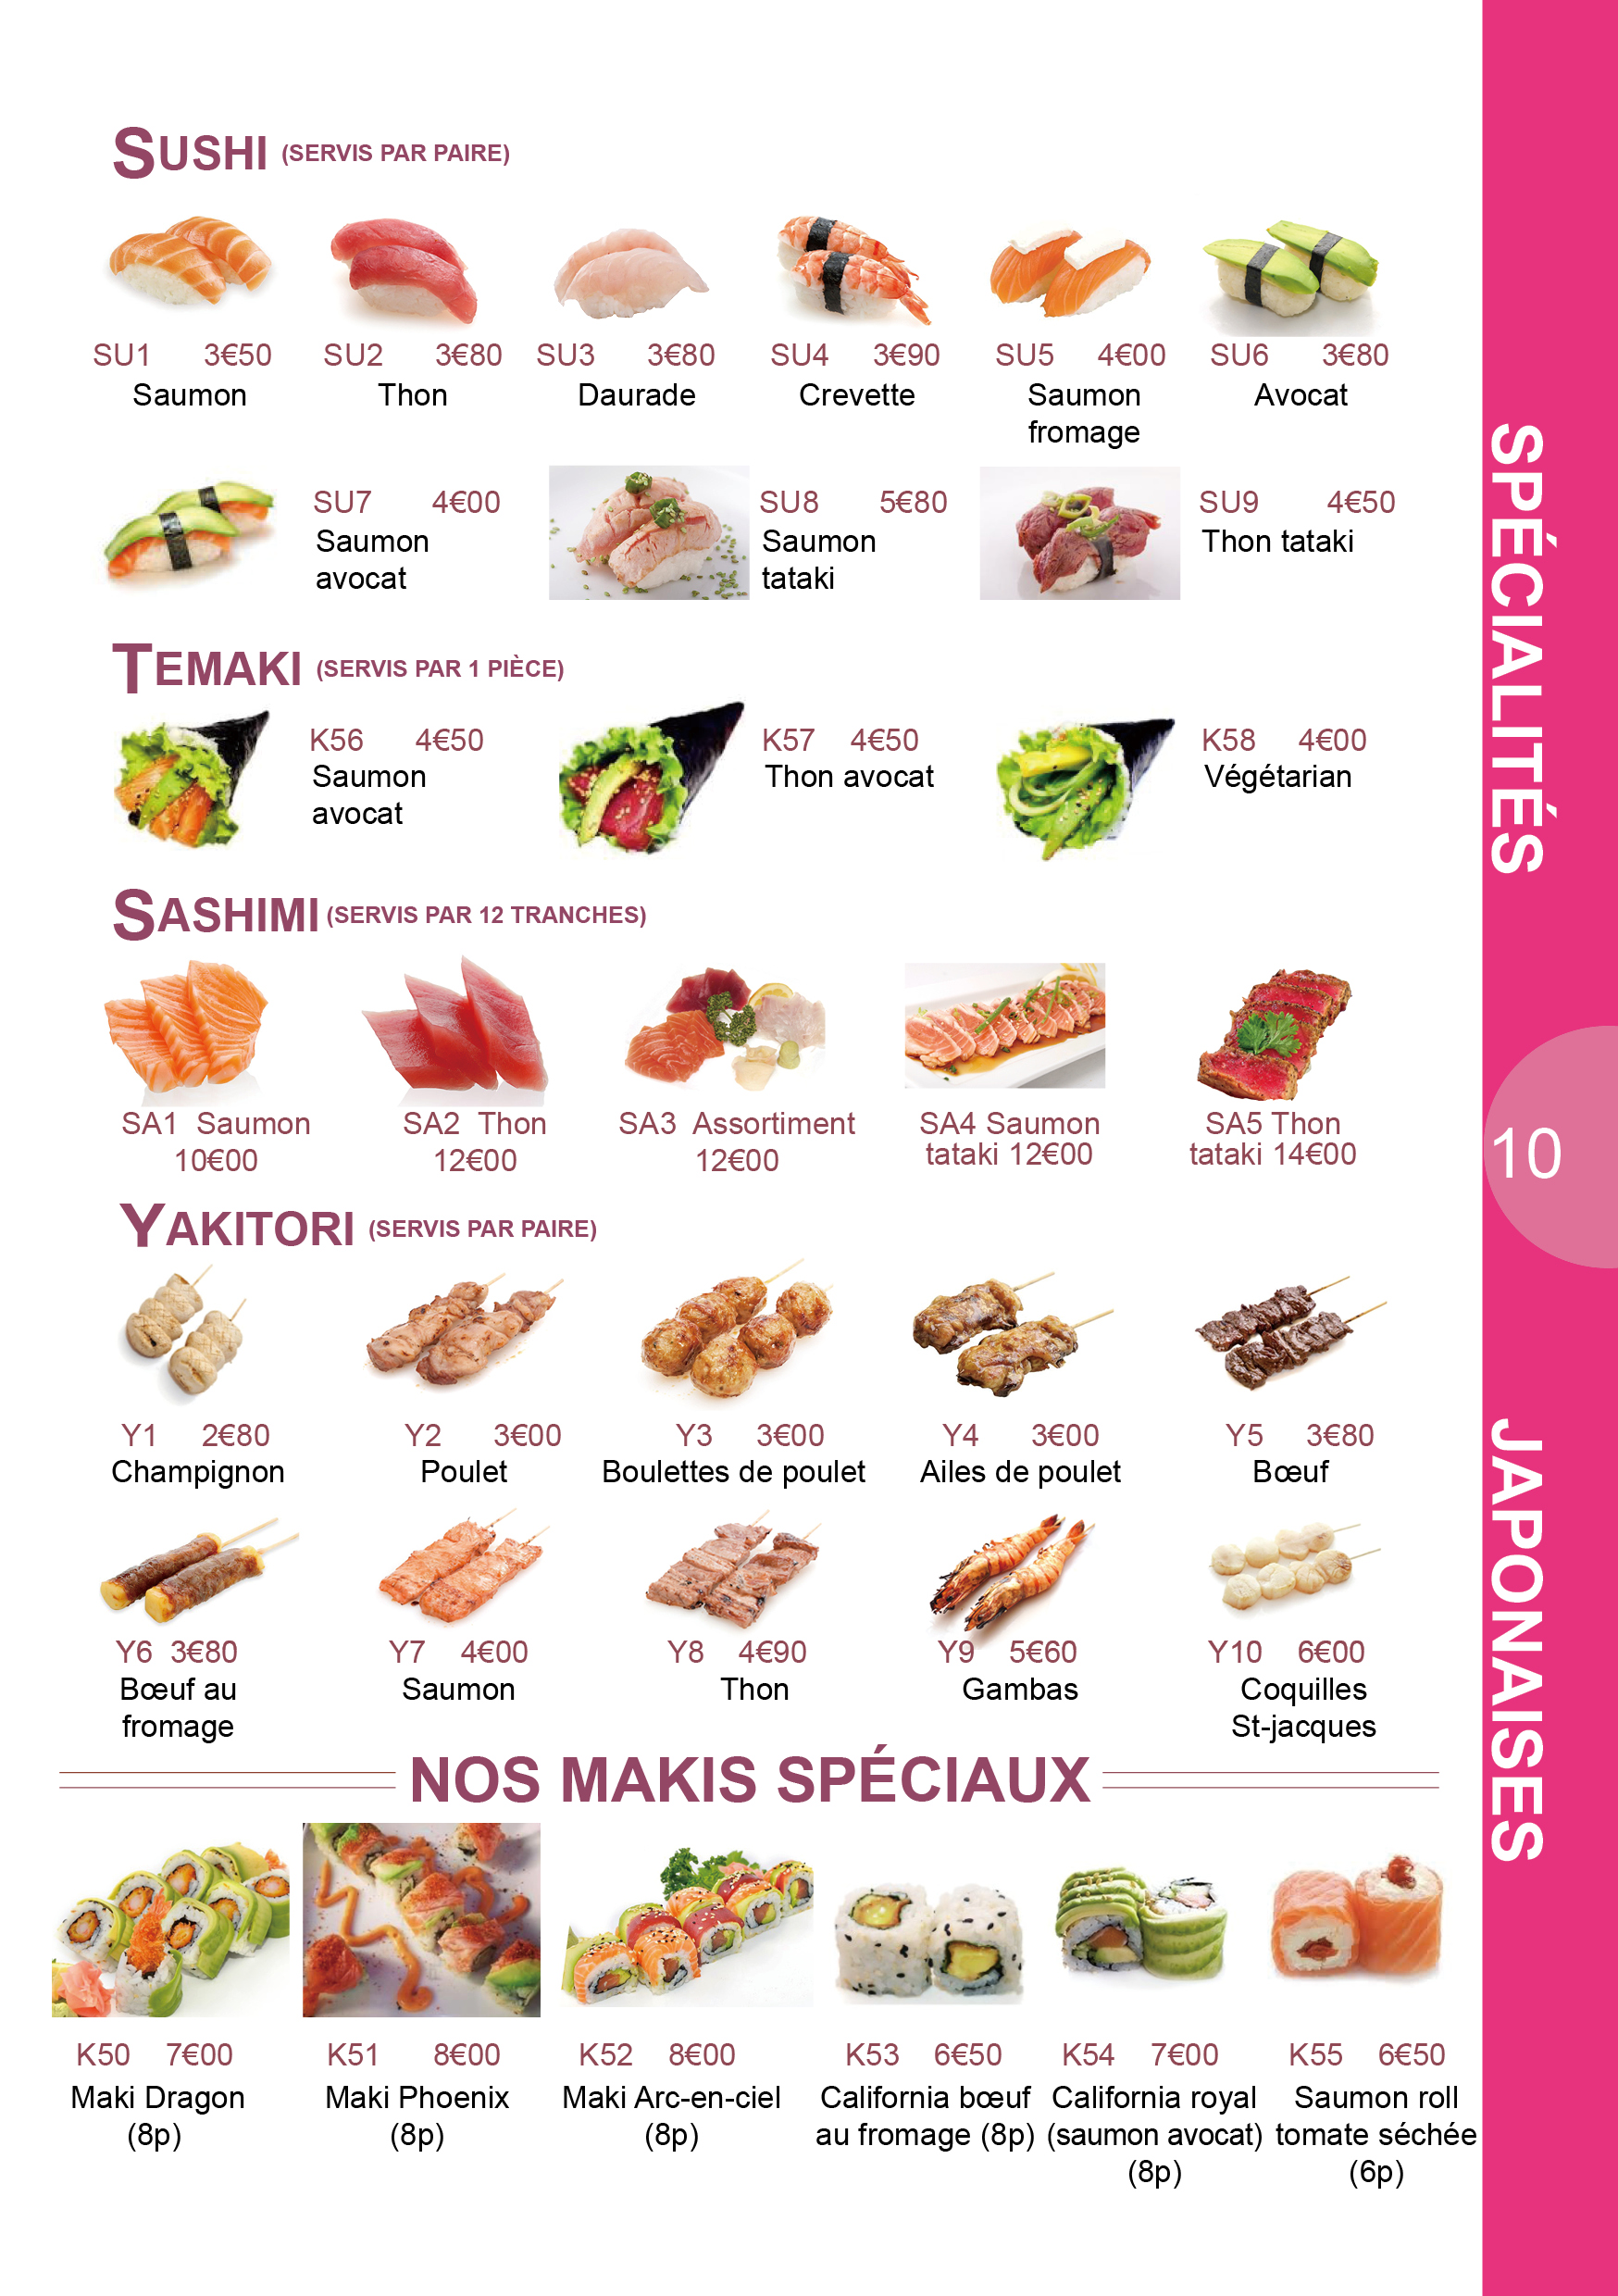 SUSHI (SERVIS PAR PAIRE)
SU1 3€50 SU2 3€80 SU3 3€80 SU4 3€90 SU5 4€00 SU6 3€80
Saumon Thon Daurade Crevette Saumon Avocat
fromage
SU7 4€00 SU8 5€80 SU9 4€50
Saumon Saumon Thon tataki
avocat tataki
TEMAKI (SERVIS PAR 1 PIÈCE)
K56 4€50 K57 4€50 K58 4€00
Saumon Thon avocat Végétarian
avocat
SASHIMI (SERVIS PAR 12 TRANCHES)
SA1 Saumon SA2 Thon SA3 Assortiment SA4 Saumon SA5 Thon
10€00 12€00 12€00 tataki 12€00 tataki 14€00
YAKITORI (SERVIS PAR PAIRE)
Y1 2€80 Y2 3€00 Y3 3€00 Y4 3€00 Y5 3€80
Champignon Poulet Boulettes de poulet Ailes de poulet Bœuf
Y6 3€80 Y7 4€00 Y8 4€90 Y9 5€60 Y10 6€00
Bœuf au Saumon Thon Gambas Coquilles
fromage St-jacques
NOS MAKIS SPÉCIAUX
K50 7€00 K51 8€00 K52 8€00 K53 6€50 K54 7€00 K55 6€50
Maki Dragon Maki Phoenix Maki Arc-en-ciel California bœuf California royal Saumon roll
(8p) (8p) (8p) au fromage (8p) (saumon avocat) tomate séchée
(8p) (6p)
SPÉCIALITÉS
10
JAPONAISES